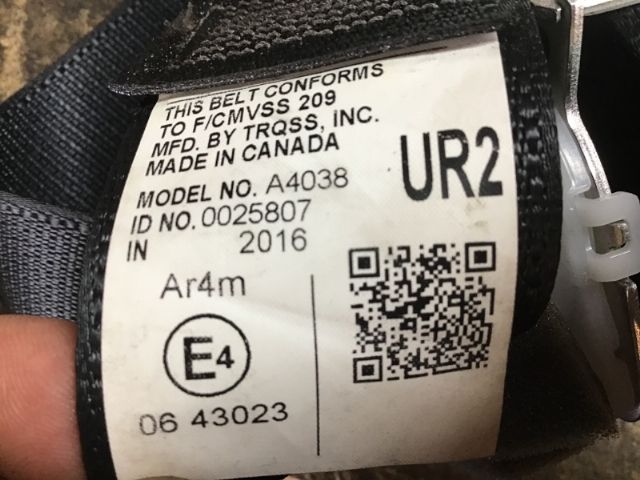 THIS BELT CONFORMS
TO F/CMVSS 209
MFD. BY TRQSS, INC.
MADE IN CANADA
UR2
MODEL NO. A4038
ID NO. 0025807
IN 2016
Ar4m
E4
06 43023